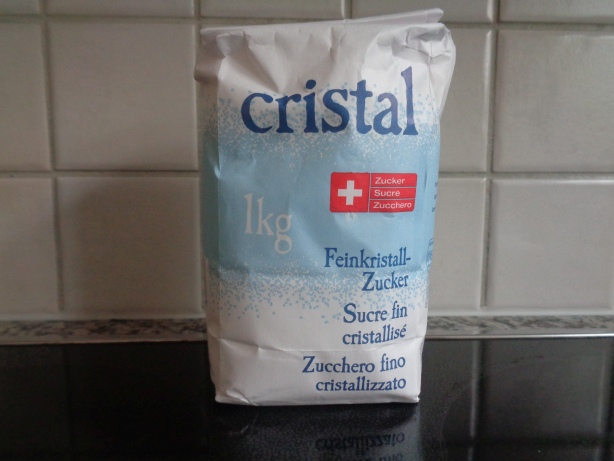 cristal
Zucker
Sucre
Zucchero
1kg
Feinkristall-
Zucker
Sucre fin
cristallisé
Zucchero fino
cristallizzato